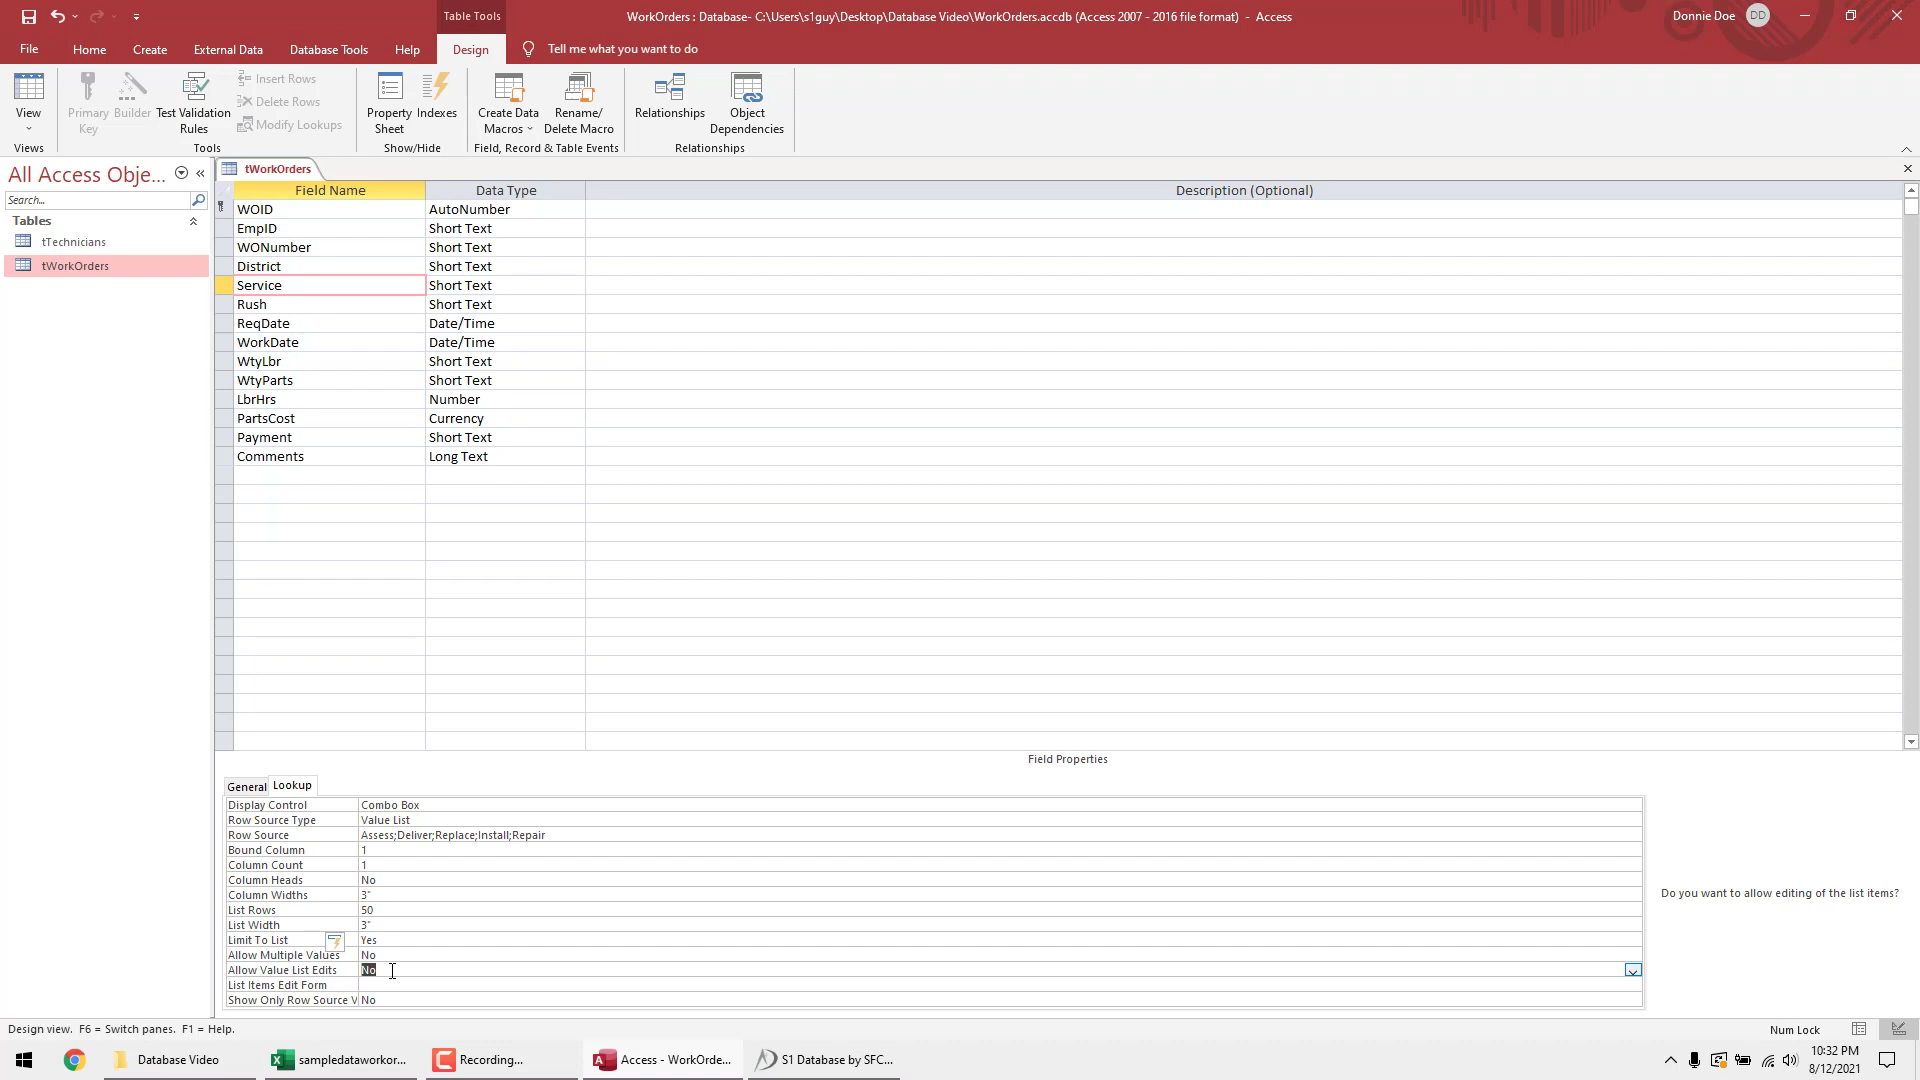 Table Tools
WorkOrders : Database- C:\Users\s1guy\Desktop\Database Video\WorkOrders.accdb (Access 2007 - 2016 file format) - Access
Donnie Doe DD
File Home Create External Data Database Tools Help Design Tell me what you want to do
View
Views
Primary Key
Builder
Test Validation Rules
Insert Rows
Delete Rows
Modify Lookups
Tools
Property Sheet
Indexes
Show/Hide
Create Data Macros
Rename/ Delete Macro
Field, Record & Table Events
Relationships
Object Dependencies
Relationships
All Access Obje...
Search...
Tables
tTechnicians
tWorkOrders
tWorkOrders
Field Name Data Type Description (Optional)
WOID AutoNumber
EmpID Short Text
WONumber Short Text
District Short Text
Service Short Text
Rush Short Text
ReqDate Date/Time
WorkDate Date/Time
WtyLbr Short Text
WtyParts Short Text
LbrHrs Number
PartsCost Currency
Payment Short Text
Comments Long Text
Field Properties
General Lookup
Display Control Combo Box
Row Source Type Value List
Row Source Assess;Deliver;Replace;Install;Repair
Bound Column 1
Column Count 1
Column Heads No
Column Widths 3"
List Rows 50
List Width 3"
Limit To List Yes
Allow Multiple Values No
Allow Value List Edits No
List Items Edit Form
Show Only Row Source V No
Do you want to allow editing of the list items?
Design view. F6 = Switch panes. F1 = Help.
Num Lock
Database Video
sampledataworkor...
Recording...
Access - WorkOrde...
S1 Database by SFC...
10:32 PM
8/12/2021